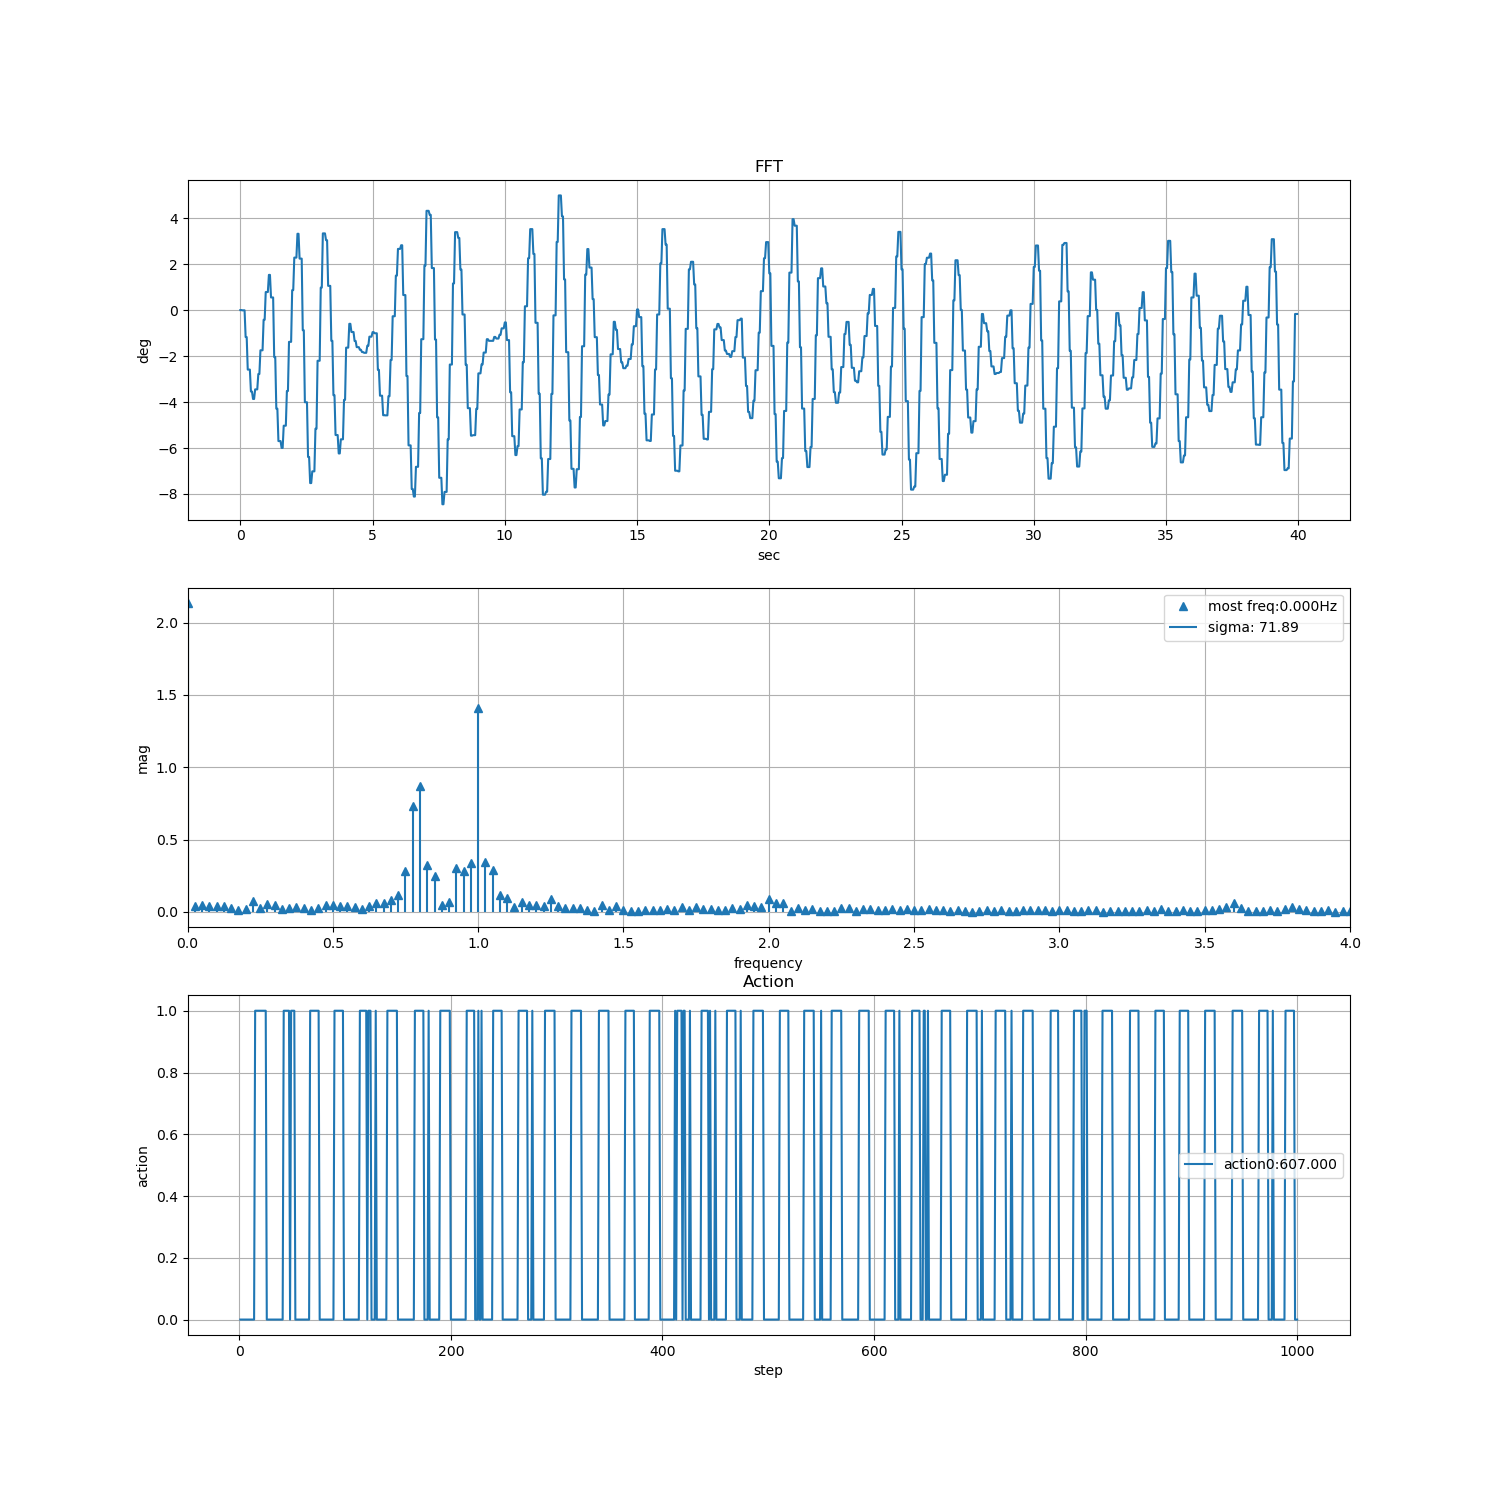 FFT
4
2
0
−2
−4
−6
−8
deg
0 5 10 15 20 25 30 35 40
sec
most freq:0.000Hz
sigma: 71.89
2.0
1.5
1.0
0.5
0.0
mag
0.0 0.5 1.0 1.5 2.0 2.5 3.0 3.5 4.0
frequency
Action
1.0
0.8
0.6
0.4
0.2
0.0
action
action0:607.000
0 200 400 600 800 1000
step